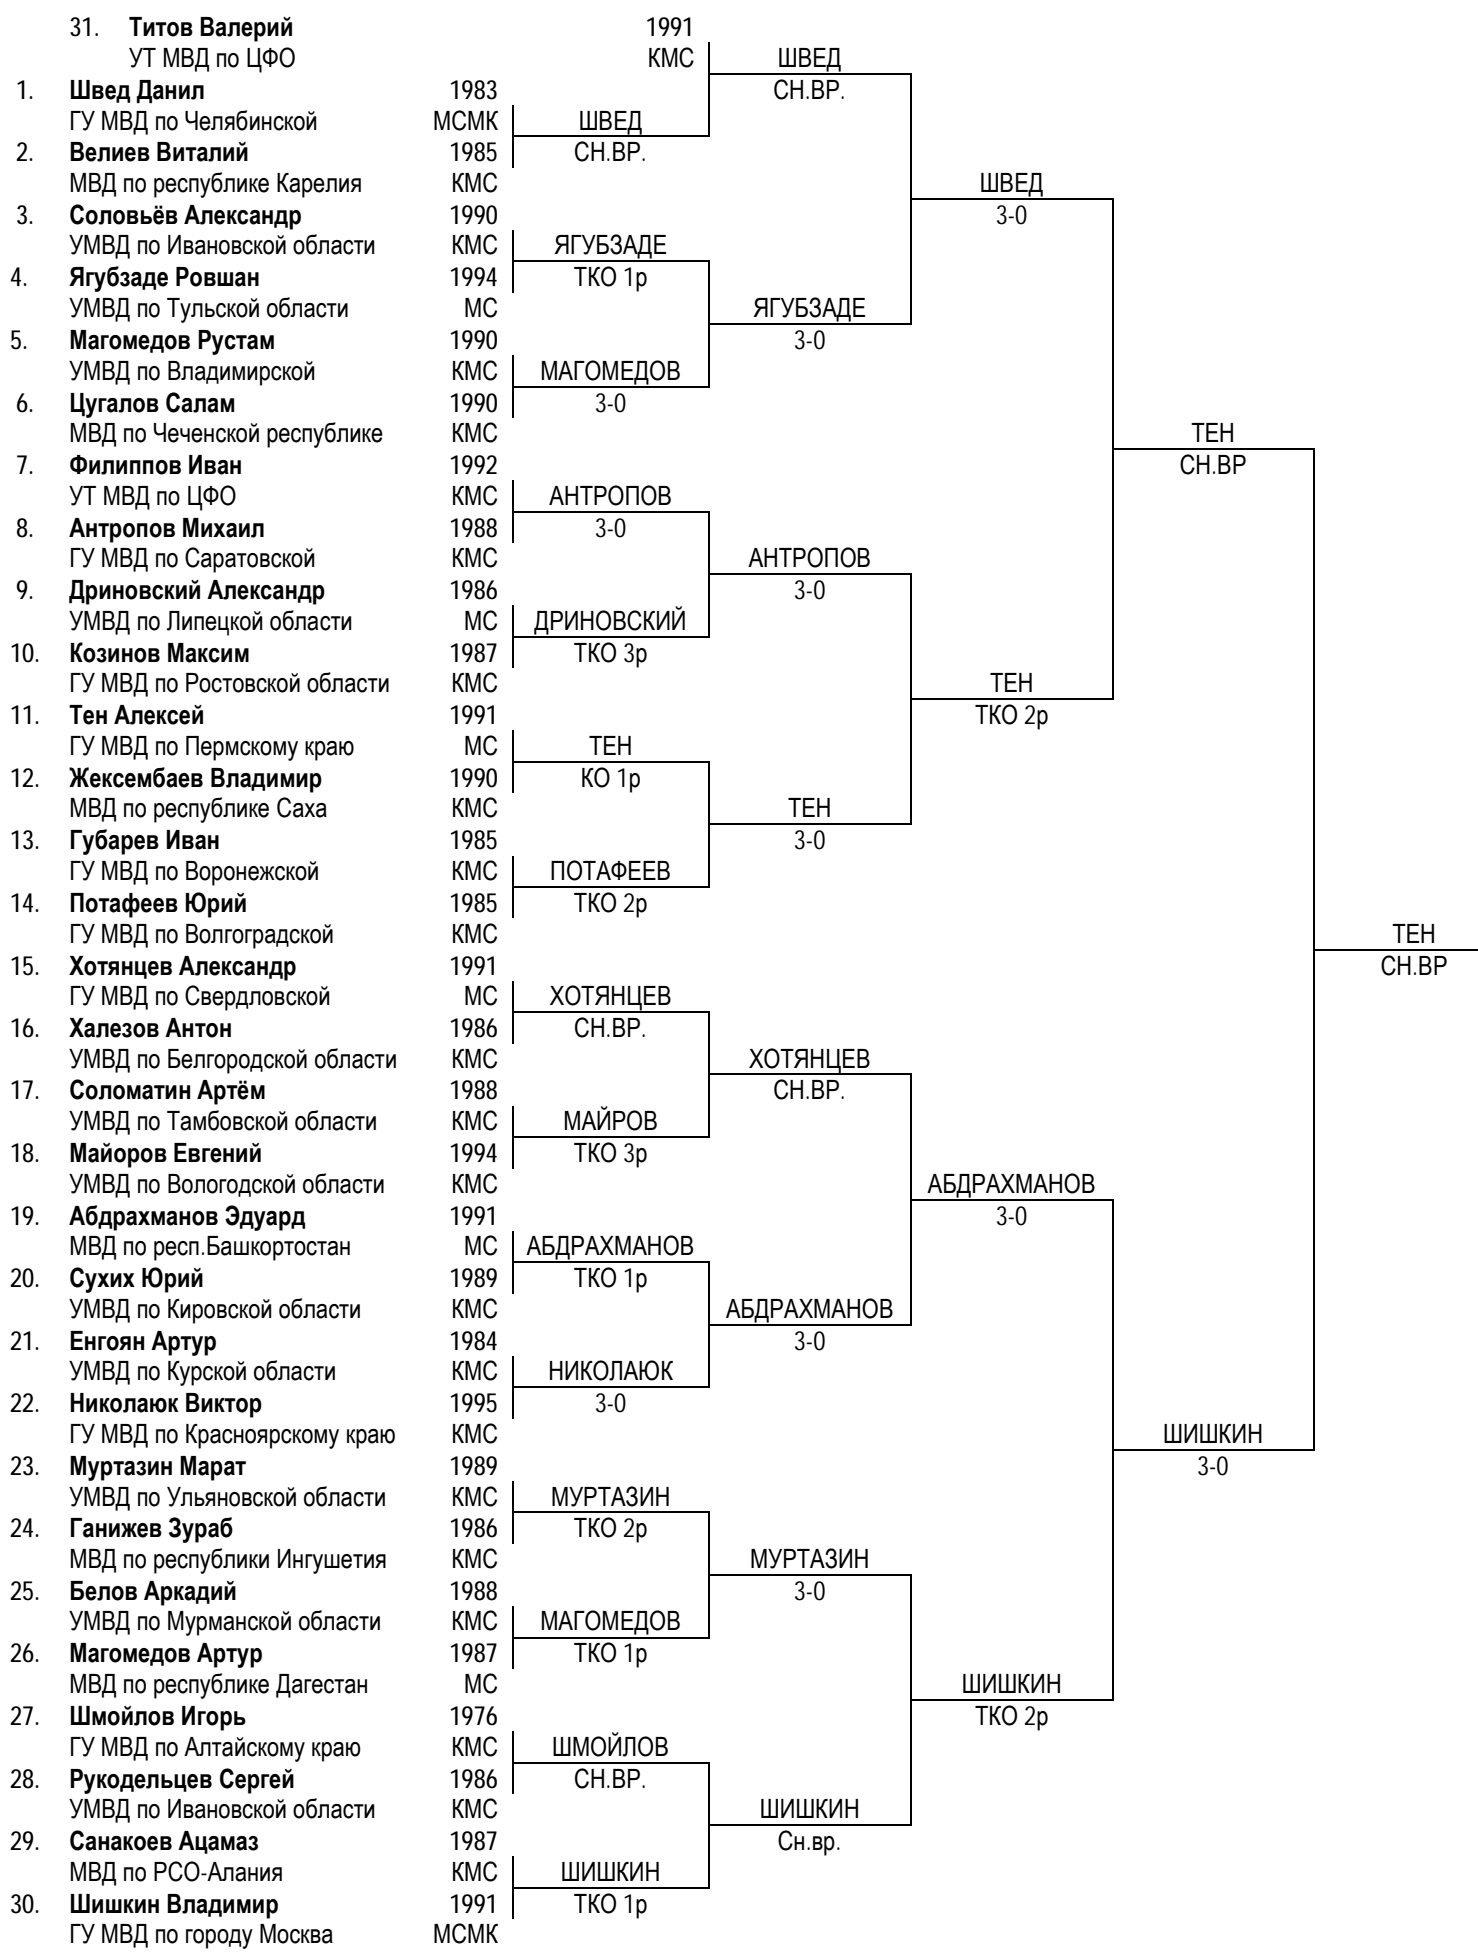 31. Титов Валерий 1991
УТ МВД по ЦФО КМС ШВЕД
1. Швед Данил 1983 СН.ВР.
ГУ МВД по Челябинской МСМК ШВЕД
2. Велиев Виталий 1985 СН.ВР.
МВД по республике Карелия КМС ШВЕД
3. Соловьёв Александр 1990 3-0
УМВД по Ивановской области КМС ЯГУБЗАДЕ
4. Ягубзаде Ровшан 1994 ТКО 1р
УМВД по Тульской области МС ЯГУБЗАДЕ
5. Магомедов Рустам 1990 3-0
УМВД по Владимирской КМС МАГОМЕДОВ
6. Цугалов Салам 1990 3-0
МВД по Чеченской республике КМС ТЕН
7. Филиппов Иван 1992 СН.ВР
УТ МВД по ЦФО КМС АНТРОПОВ
8. Антропов Михаил 1988 3-0
ГУ МВД по Саратовской КМС АНТРОПОВ
9. Дриновский Александр 1986 3-0
УМВД по Липецкой области МС ДРИНОВСКИЙ
10. Козинов Максим 1987 ТКО 3р
ГУ МВД по Ростовской области КМС ТЕН
11. Тен Алексей 1991 ТКО 2р
ГУ МВД по Пермскому краю МС ТЕН
12. Жексембаев Владимир 1990 КО 1р
МВД по республике Саха КМС ТЕН
13. Губарев Иван 1985 3-0
ГУ МВД по Воронежской КМС ПОТАФЕЕВ
14. Потафеев Юрий 1985 ТКО 2р
ГУ МВД по Волгоградской КМС ТЕН
15. Хотянцев Александр 1991 СН.ВР
ГУ МВД по Свердловской МС ХОТЯНЦЕВ
16. Халезов Антон 1986 СН.ВР.
УМВД по Белгородской области КМС ХОТЯНЦЕВ
17. Соломатин Артём 1988 СН.ВР.
УМВД по Тамбовской области КМС МАЙРОВ
18. Майоров Евгений 1994 ТКО 3р
УМВД по Вологодской области КМС АБДРАХМАНОВ
19. Абдрахманов Эдуард 1991 3-0
МВД по респ.Башкортостан МС АБДРАХМАНОВ
20. Сухих Юрий 1989 ТКО 1р
УМВД по Кировской области КМС АБДРАХМАНОВ
21. Енгоян Артур 1984 3-0
УМВД по Курской области КМС НИКОЛАЮК
22. Николаюк Виктор 1995 3-0
ГУ МВД по Красноярскому краю КМС ШИШКИН
23. Муртазин Марат 1989 3-0
УМВД по Ульяновской области КМС МУРТАЗИН
24. Ганижев Зураб 1986 ТКО 2р
МВД по республики Ингушетия КМС МУРТАЗИН
25. Белов Аркадий 1988 3-0
УМВД по Мурманской области КМС МАГОМЕДОВ
26. Магомедов Артур 1987 ТКО 1р
МВД по республике Дагестан МС ШИШКИН
27. Шмойлов Игорь 1976 ТКО 2р
ГУ МВД по Алтайскому краю КМС ШМОЙЛОВ
28. Рукодельцев Сергей 1986 СН.ВР.
УМВД по Ивановской области КМС ШИШКИН
29. Санакоев Ацамаз 1987 Сн.вр.
МВД по РСО-Алания КМС ШИШКИН
30. Шишкин Владимир 1991 ТКО 1р
ГУ МВД по городу Москва МСМК